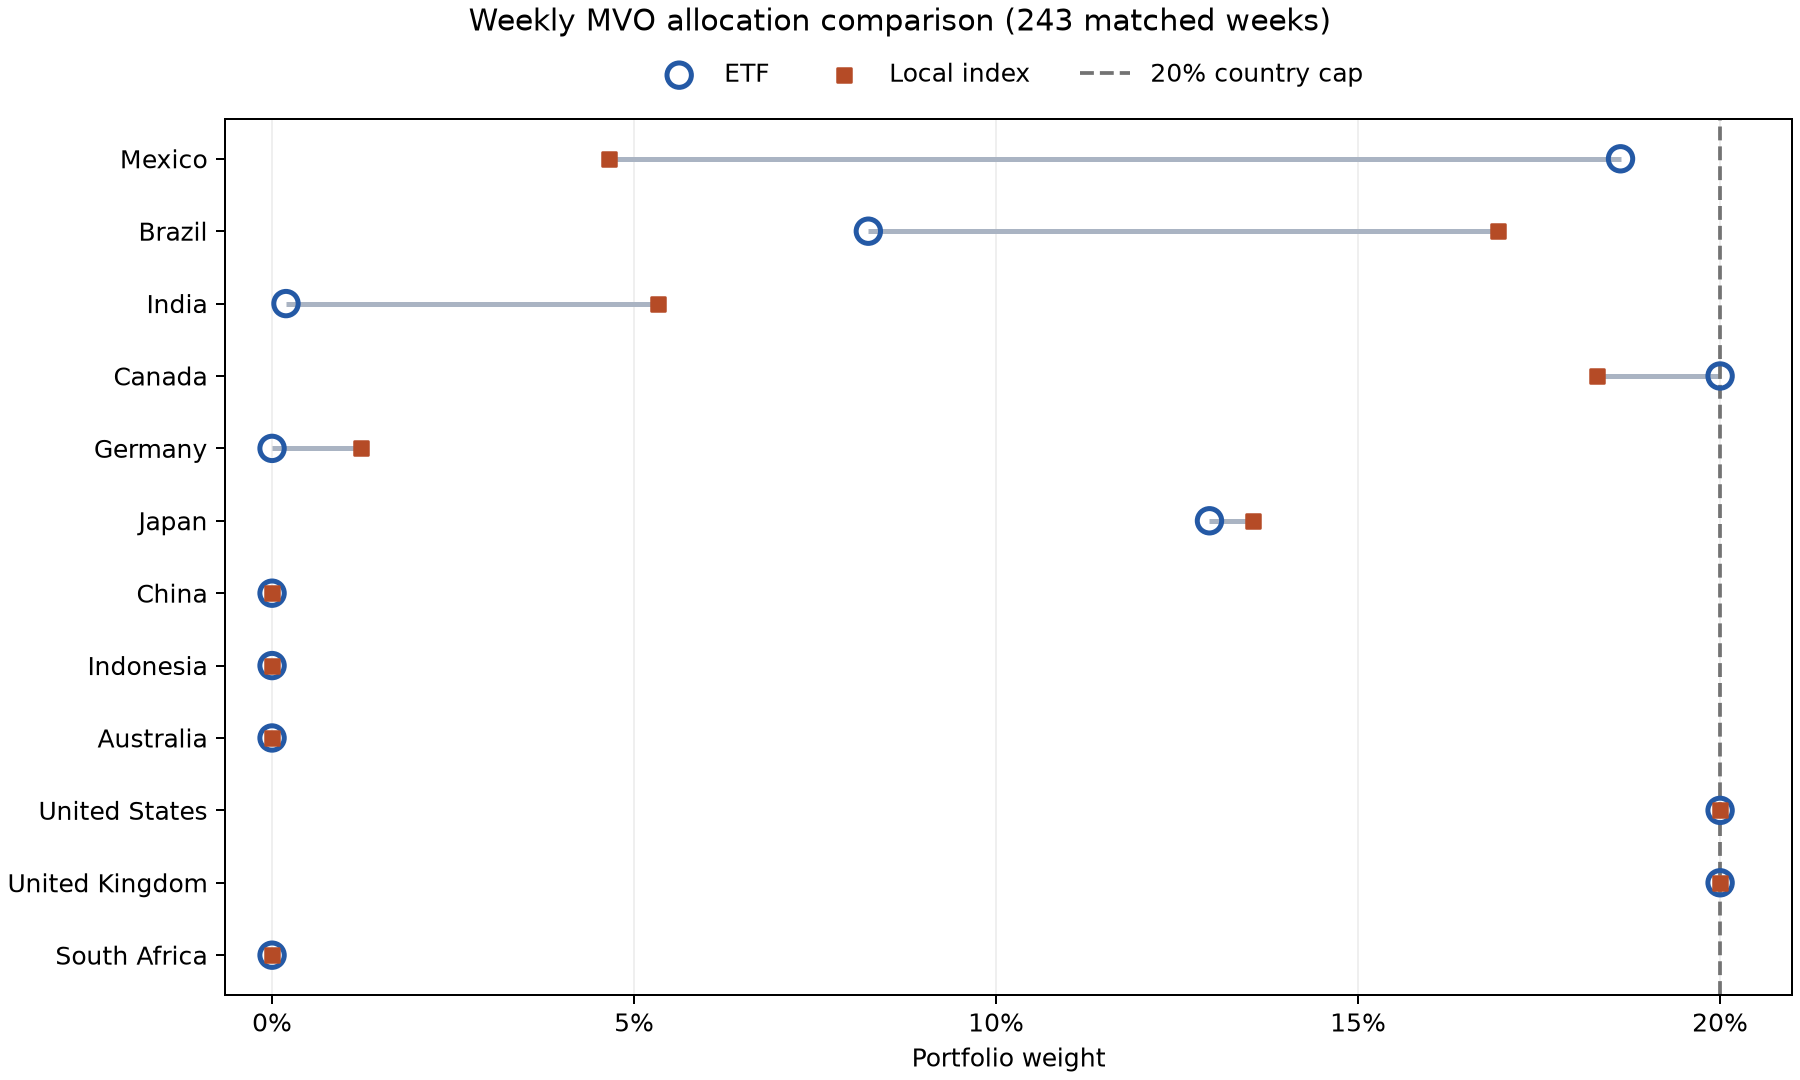 Weekly MVO allocation comparison (243 matched weeks)
ETF Local index 20% country cap
Mexico
Brazil
India
Canada
Germany
Japan
China
Indonesia
Australia
United States
United Kingdom
South Africa
0% 5% 10% 15% 20%
Portfolio weight